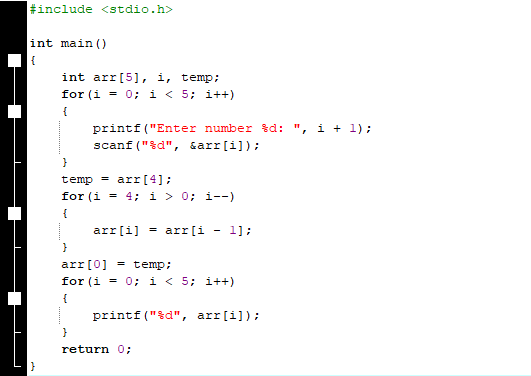 #include <stdio.h>

int main()
{
    int arr[5], i, temp;
    for(i = 0; i < 5; i++)
    {
        printf("Enter number %d: ", i + 1);
        scanf("%d", &arr[i]);
    }
    temp = arr[4];
    for(i = 4; i > 0; i--)
    {
        arr[i] = arr[i - 1];
    }
    arr[0] = temp;
    for(i = 0; i < 5; i++)
    {
        printf("%d", arr[i]);
    }
    return 0;
}